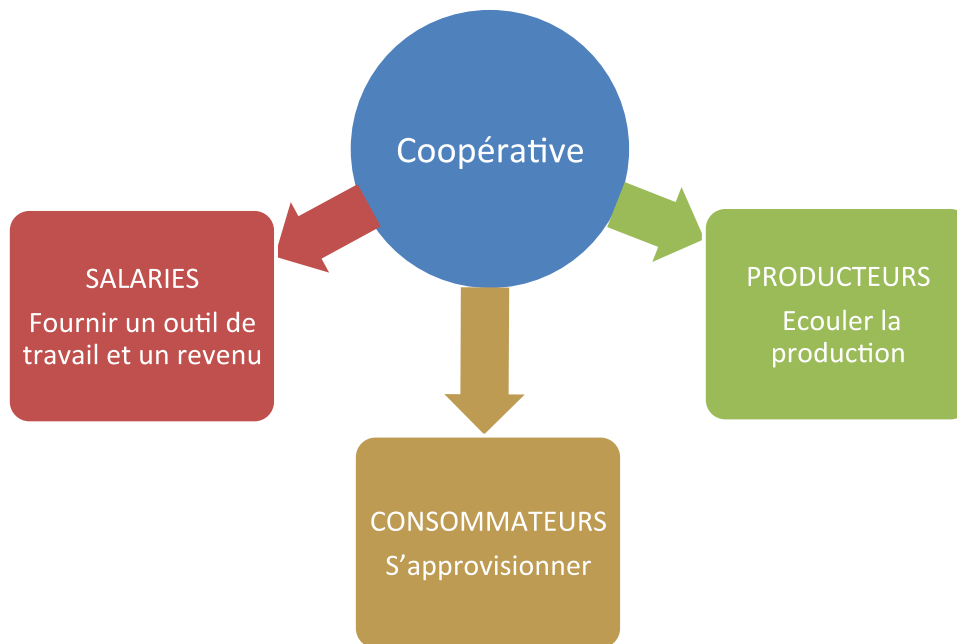 Coopérative
SALARIES
Fournir un outil de
travail et un revenu
PRODUCTEURS
Ecouler la
production
CONSOMMATEURS
S’approvisionner